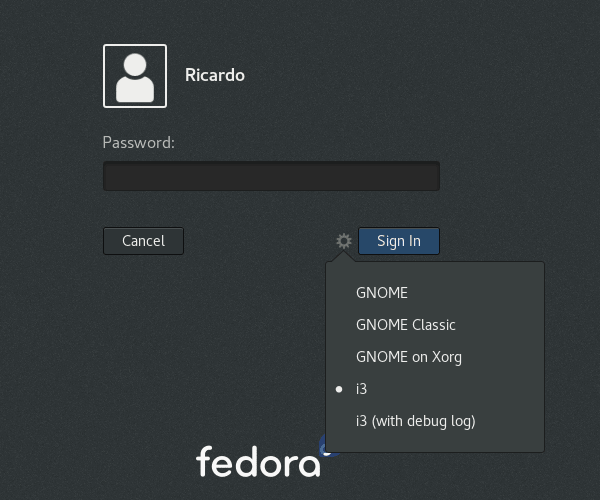 Ricardo
Password:
Cancel
Sign In
GNOME
GNOME Classic
GNOME on Xorg
i3
i3 (with debug log)
fedora